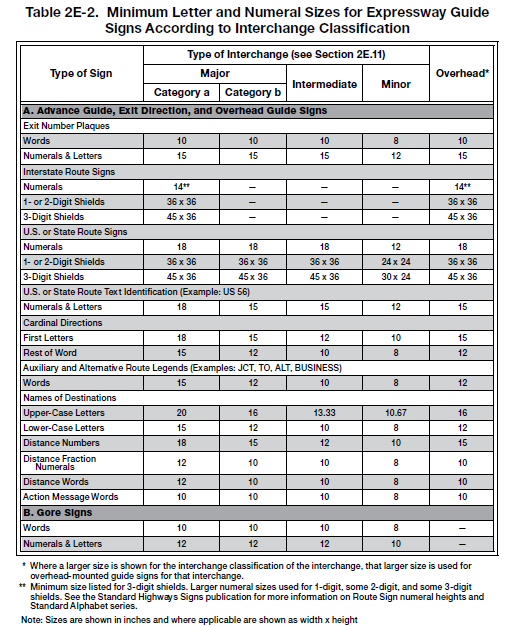 Table 2E-2. Minimum Letter and Numeral Sizes for Expressway Guide
Signs According to Interchange Classification
Type of Sign
Type of Interchange (see Section 2E.11)
Overhead*
Major
Intermediate
Minor
Category a
Category b
A. Advance Guide, Exit Direction, and Overhead Guide Signs
Exit Number Plaques
Words 10 10 10 8 10
Numerals & Letters 15 15 15 12 15
Interstate Route Signs
Numerals 14** — — — 14**
1- or 2-Digit Shields 36 x 36 — — — 36 x 36
3-Digit Shields 45 x 36 — — — 45 x 36
U.S. or State Route Signs
Numerals 18 18 18 12 18
1- or 2-Digit Shields 36 x 36 36 x 36 36 x 36 24 x 24 36 x 36
3-Digit Shields 45 x 36 45 x 36 45 x 36 30 x 24 45 x 36
U.S. or State Route Text Identification (Example: US 56)
Numerals & Letters 18 15 15 12 15
Cardinal Directions
First Letters 18 15 12 10 15
Rest of Word 15 12 10 8 12
Auxiliary and Alternative Route Legends (Examples: JCT, TO, ALT, BUSINESS)
Words 15 12 10 8 12
Names of Destinations
Upper-Case Letters 20 16 13.33 10.67 16
Lower-Case Letters 15 12 10 8 12
Distance Numbers 18 15 12 10 15
Distance Fraction
Numerals 12 10 10 8 10
Distance Words 12 10 10 8 10
Action Message Words 10 10 10 8 10
B. Gore Signs
Words 10 10 10 8 —
Numerals & Letters 12 12 12 10 —
* Where a larger size is shown for the interchange classification of the interchange, that larger size is used for
overhead-mounted guide signs for that interchange.
** Minimum size listed for 3-digit shields. Larger numeral sizes used for 1-digit, some 2-digit, and some 3-digit
shields. See the Standard Highways Signs publication for more information on Route Sign numeral heights and
Standard Alphabet series.
Note: Sizes are shown in inches and where applicable are shown as width x height